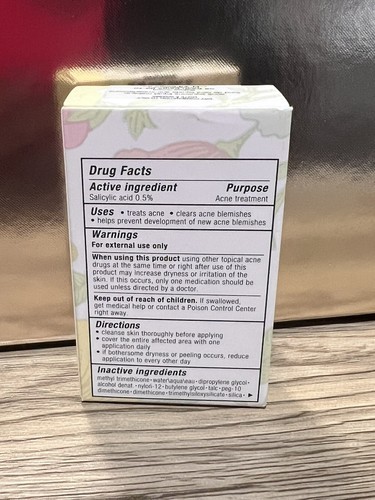 Drug Facts
Active ingredient Purpose
Salicylic acid 0.5% Acne treatment
Uses • treats acne • clears acne blemishes
• helps prevent development of new acne blemishes
Warnings
For external use only
When using this product using other topical acne
drugs at the same time or right after use of this
product may increase dryness or irritation of the
skin. If this occurs, only one medication should be
used unless directed by a doctor.
Keep out of reach of children. If swallowed,
get medical help or contact a Poison Control Center
right away.
Directions
• cleanse skin thoroughly before applying
• cover the entire affected area with one
application daily
• if bothersome dryness or peeling occurs, reduce
application to every other day
Inactive ingredients
methyl trimethicone • water\aqua\eau • dipropylene glycol •
alcohol denat. • nylon-12 • butylene glycol • talc • peg-10
dimethicone • dimethicone • trimethylsiloxysilicate • silica • ▶